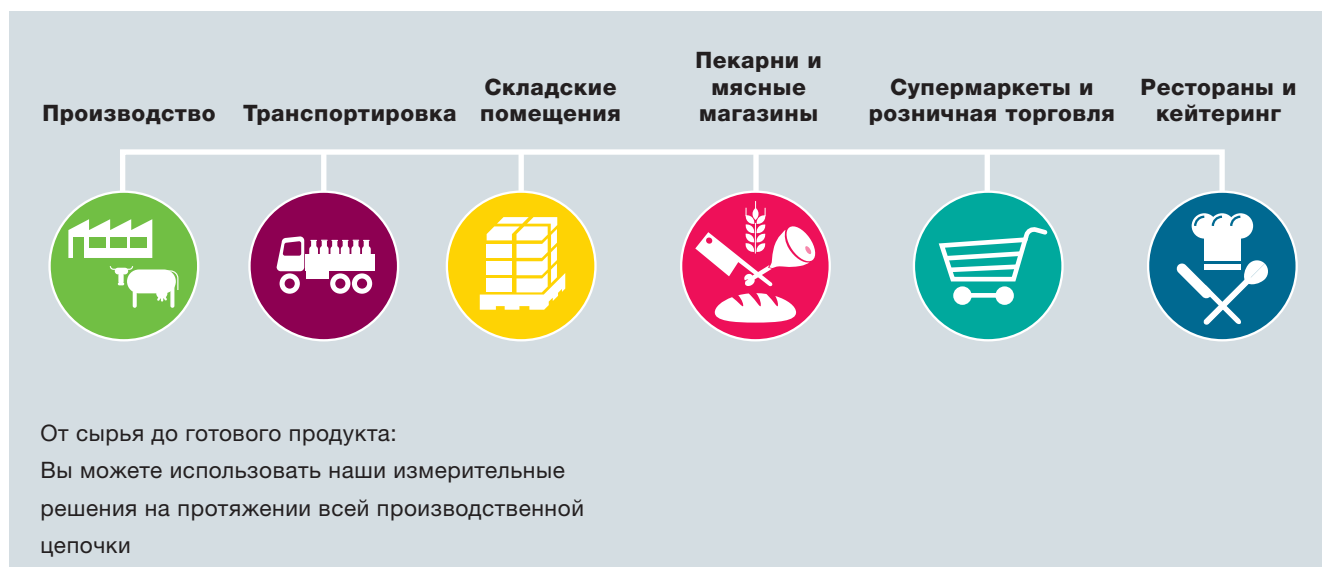 Производство
Транспортировка
Складские
помещения
Пекарни и
мясные
магазины
Супермаркеты и
розничная торговля
Рестораны и
кейтеринг
От сырья до готового продукта:
Вы можете использовать наши измерительные
решения на протяжении всей производственной
цепочки